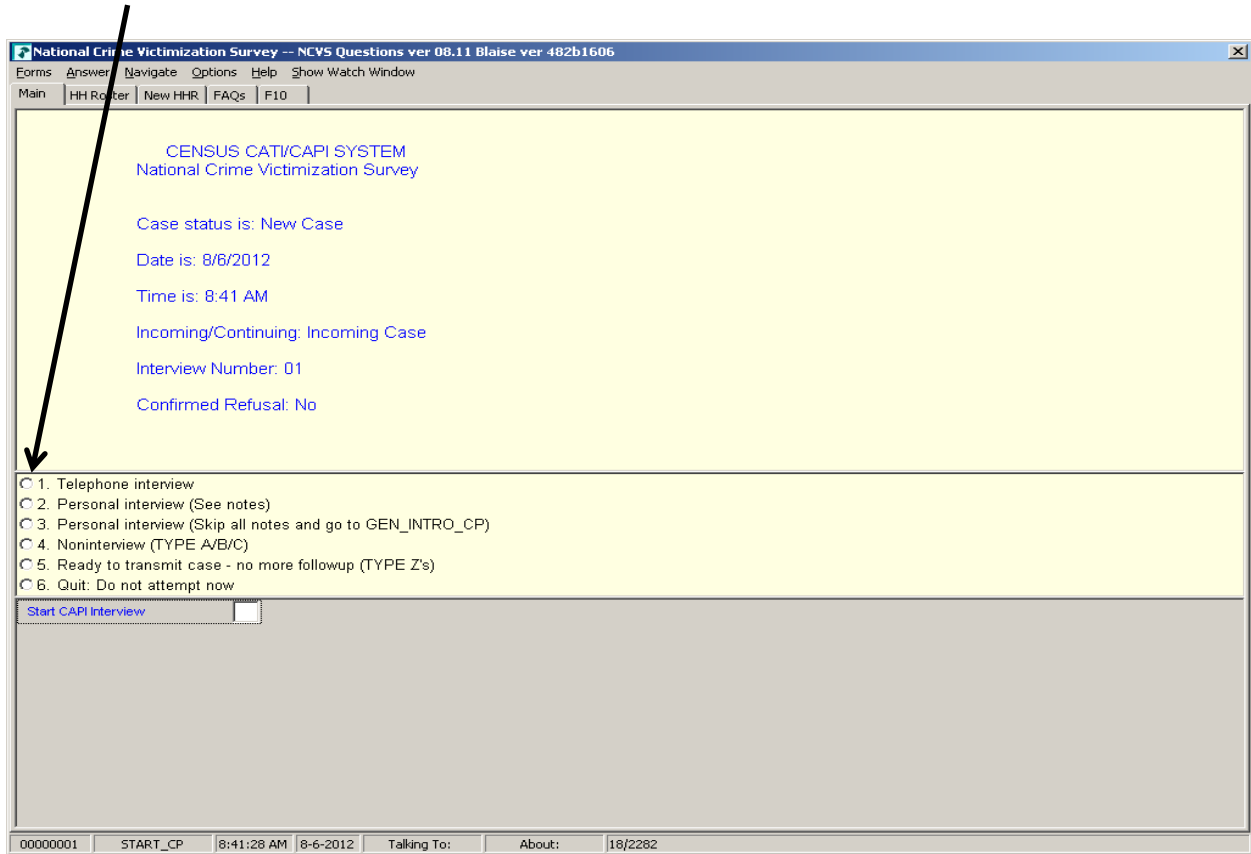 National Crime Victimization Survey -- NCVS Questions ver 08.11 Blaise ver 482b1606
Forms Answer Navigate Options Help Show Watch Window
Main HH Roster New HHR FAQs F10
CENSUS CATI/CAPI SYSTEM
National Crime Victimization Survey
Case status is: New Case
Date is: 8/6/2012
Time is: 8:41 AM
Incoming/Continuing: Incoming Case
Interview Number: 01
Confirmed Refusal: No
1. Telephone interview
2. Personal interview (See notes)
3. Personal interview (Skip all notes and go to GEN_INTRO_CP)
4. Noninterview (TYPE A/B/C)
5. Ready to transmit case - no more followup (TYPE Z's)
6. Quit: Do not attempt now
Start CAPI Interview
00000001 START_CP 8:41:28 AM 8-6-2012 Talking To: About: 18/2282